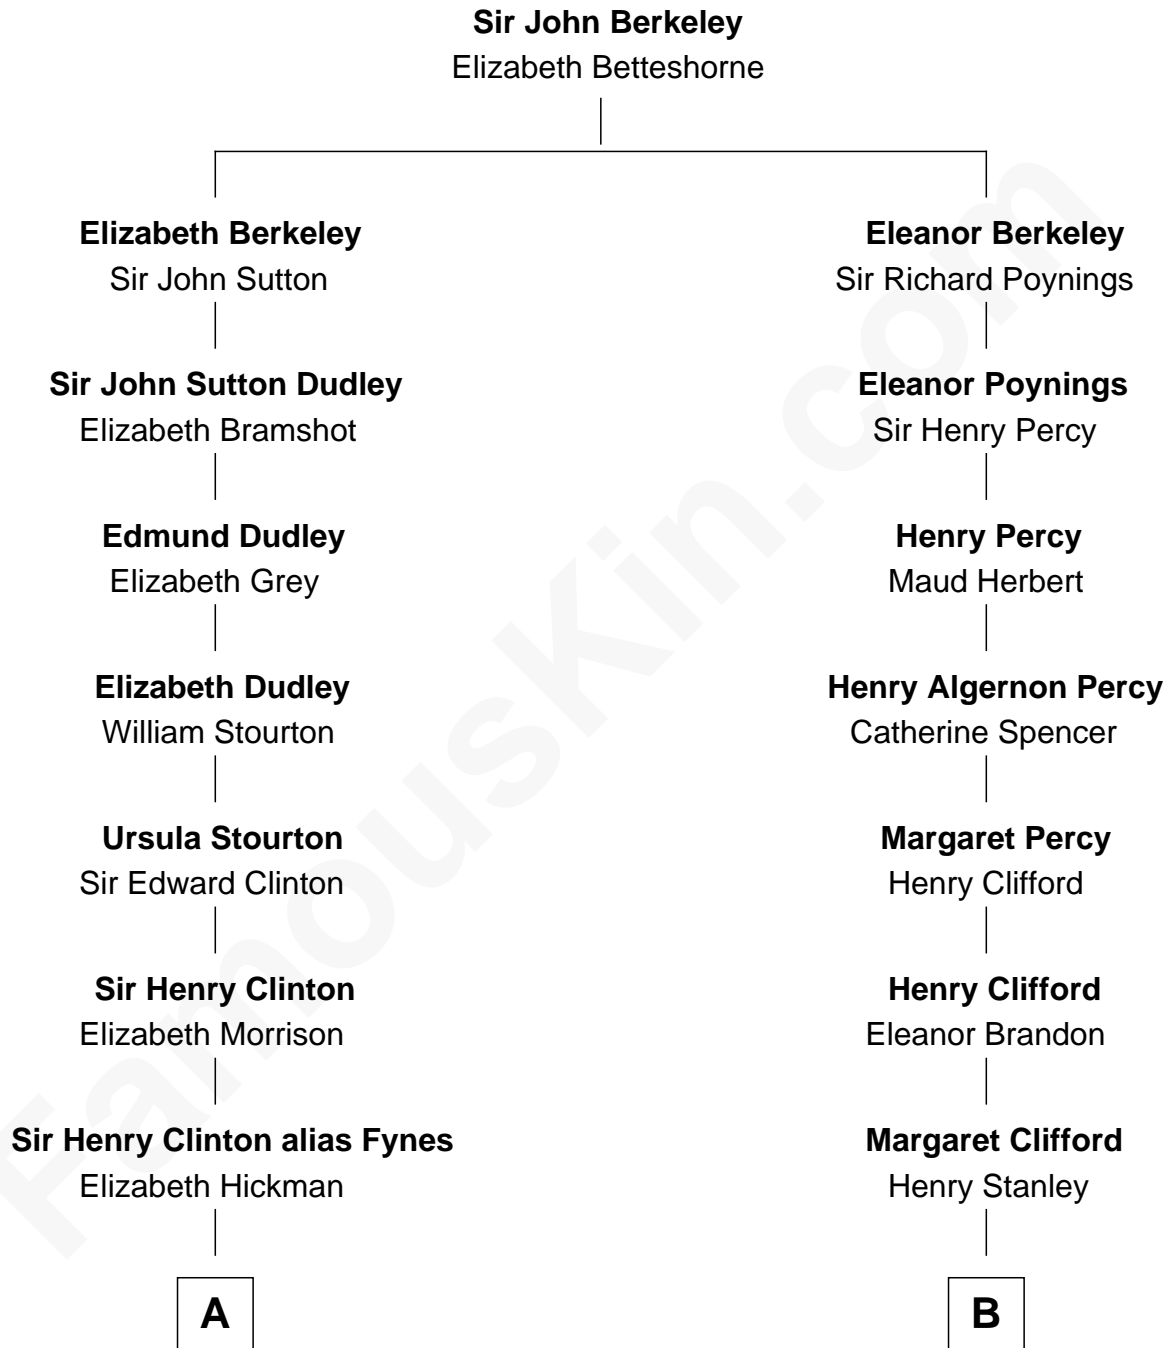 Sir John Berkeley
Elizabeth Betteshorne
Elizabeth Berkeley
Sir John Sutton
Eleanor Berkeley
Sir Richard Poynings
Sir John Sutton Dudley
Elizabeth Bramshot
Eleanor Poynings
Sir Henry Percy
Edmund Dudley
Elizabeth Grey
Henry Percy
Maud Herbert
Elizabeth Dudley
William Stourton
Henry Algernon Percy
Catherine Spencer
Ursula Stourton
Sir Edward Clinton
Margaret Percy
Henry Clifford
Sir Henry Clinton
Elizabeth Morrison
Henry Clifford
Eleanor Brandon
Sir Henry Clinton alias Fynes
Elizabeth Hickman
Margaret Clifford
Henry Stanley
A
B
FamousKin.com